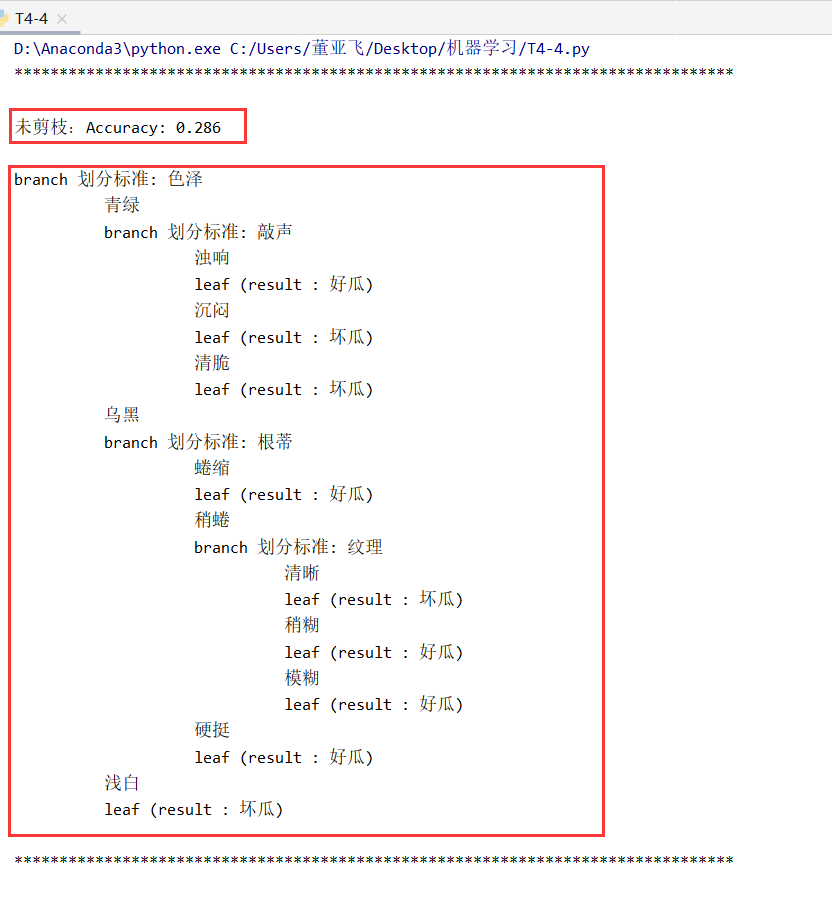 T4-4
D:\Anaconda3\python.exe C:/Users/董亚飞/Desktop/机器学习/T4-4.py
********************************************************************************
未剪枝: Accuracy: 0.286
branch 划分标准: 色泽
青绿
branch 划分标准: 敲声
浊响
leaf (result : 好瓜)
沉闷
leaf (result : 坏瓜)
清脆
leaf (result : 坏瓜)
乌黑
branch 划分标准: 根蒂
蜷缩
leaf (result : 好瓜)
稍蜷
branch 划分标准: 纹理
清晰
leaf (result : 坏瓜)
稍糊
leaf (result : 好瓜)
模糊
leaf (result : 好瓜)
硬挺
leaf (result : 好瓜)
浅白
leaf (result : 坏瓜)
********************************************************************************